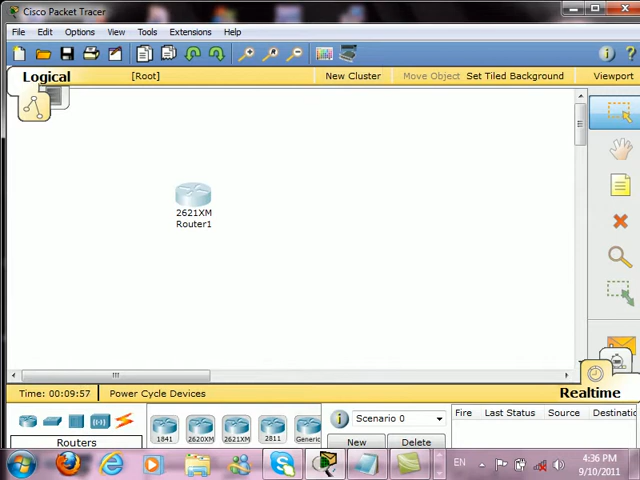 Cisco Packet Tracer
File Edit Options View Tools Extensions Help
Logical [Root] New Cluster Move Object Set Tiled Background Viewport
2621XM
Router1
Time: 00:09:57 Power Cycle Devices Realtime
Scenario 0 Fire Last Status Source Destinatio
1841 2620XM 2621XM 2811 Generic
Routers New Delete
EN 4:36 PM
9/10/2011